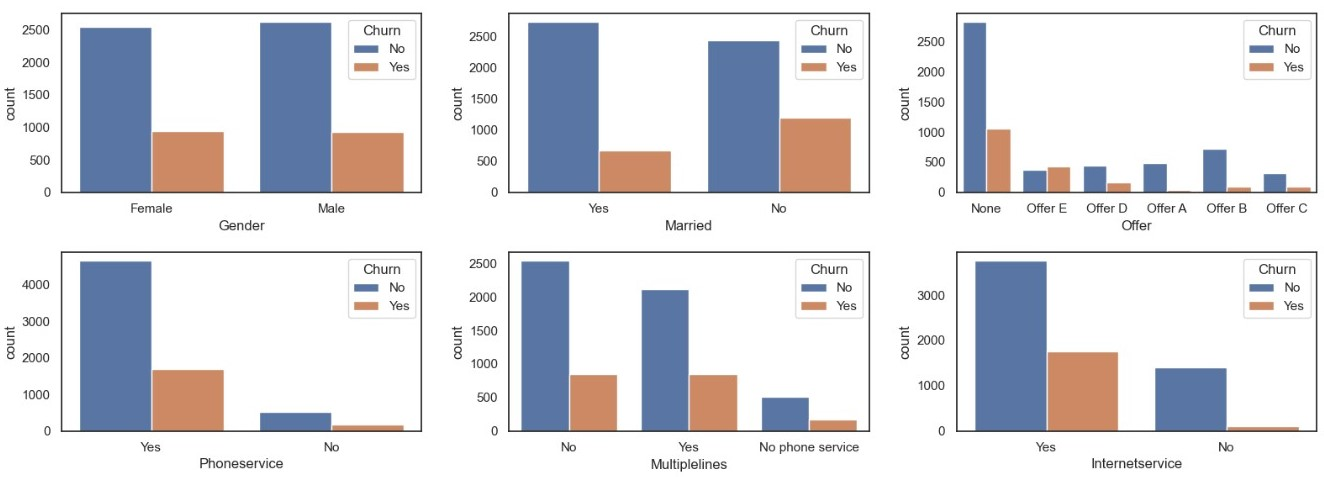 2500
2000
1500
1000
500
0
count
Female Male
Gender
Churn
No
Yes
2500
2000
1500
1000
500
0
count
Yes No
Married
Churn
No
Yes
2500
2000
1500
1000
500
0
count
None Offer E Offer D Offer A Offer B Offer C
Offer
Churn
No
Yes
4000
3000
2000
1000
0
count
Yes No
Phoneservice
Churn
No
Yes
2500
2000
1500
1000
500
0
count
No Yes No phone service
Multiplelines
Churn
No
Yes
3000
2000
1000
0
count
Yes No
Internetservice
Churn
No
Yes